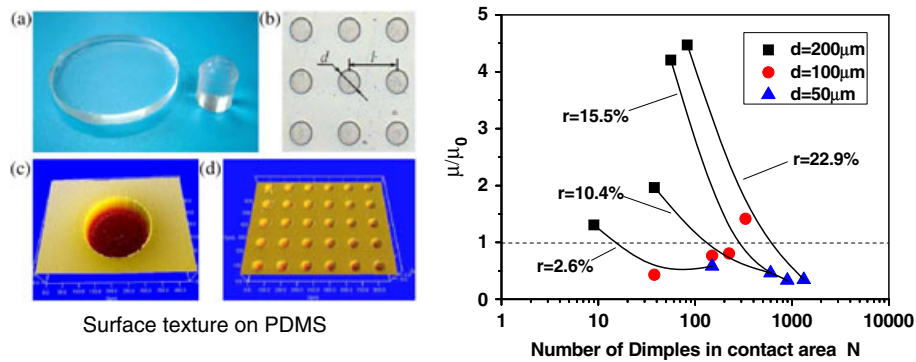 (a)
(b)
d
l
(c)
(d)
Surface texture on PDMS
μ/μ0
5
4
3
2
1
0
d=200μm
d=100μm
d=50μm
r=15.5%
r=22.9%
r=10.4%
r=2.6%
1
10
100
1000
10000
Number of Dimples in contact area N